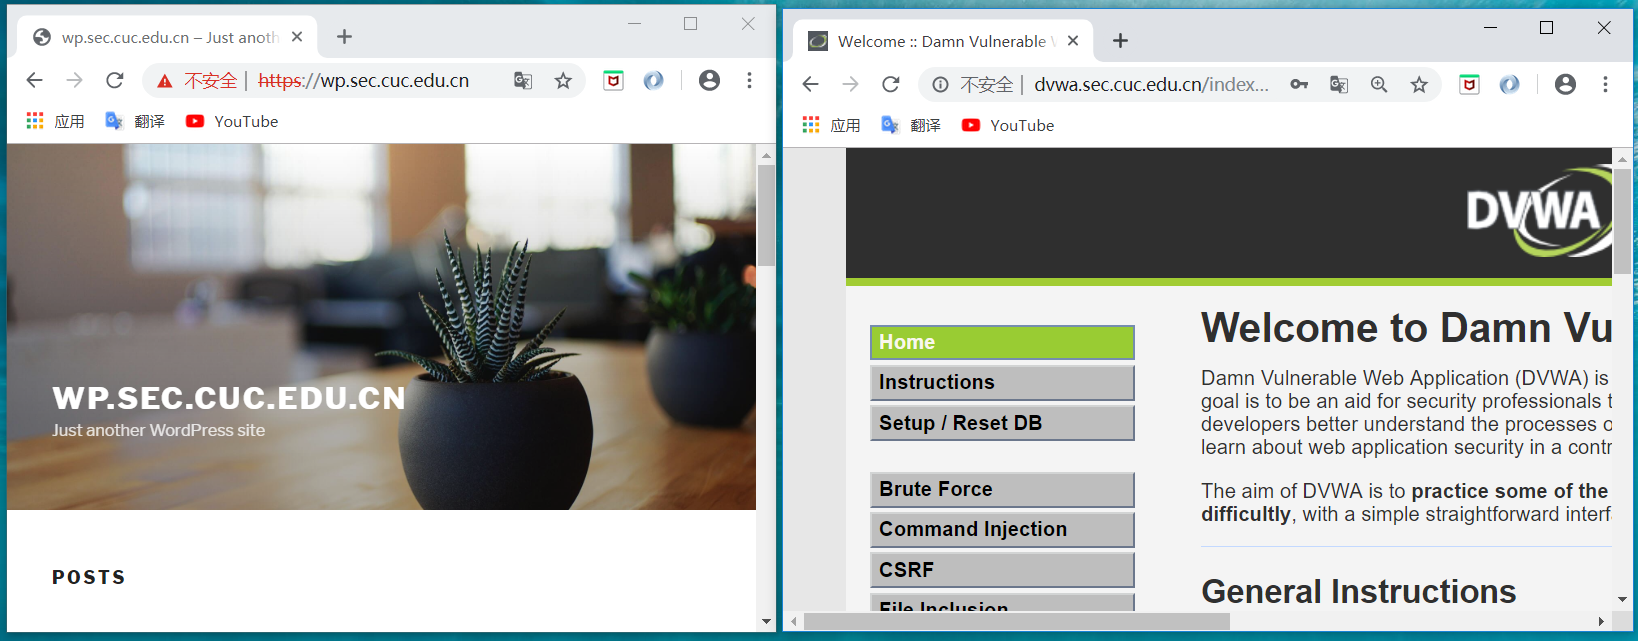 wp.sec.cuc.edu.cn – Just anoth
不安全 | https://wp.sec.cuc.edu.cn
应用 翻译 YouTube
WP.SEC.CUC.EDU.CN
Just another WordPress site
POSTS
Welcome :: Damn Vulnerable W
不安全 | dvwa.sec.cuc.edu.cn/index...
应用 翻译 YouTube
DVWA
Home
Instructions
Setup / Reset DB
Brute Force
Command Injection
CSRF
File Inclusion
Welcome to Damn Vu
Damn Vulnerable Web Application (DVWA) is
goal is to be an aid for security professionals t
developers better understand the processes o
learn about web application security in a contr
The aim of DVWA is to practice some of the
difficultly, with a simple straightforward interfa
General Instructions